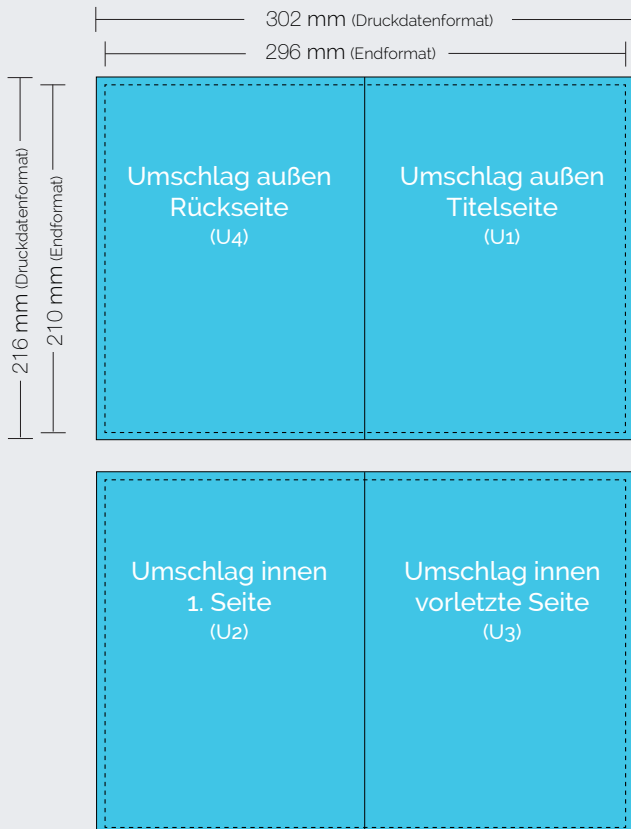 302 mm (Druckdatenformat)
296 mm (Endformat)
216 mm (Druckdatenformat)
210 mm (Endformat)
Umschlag außen
Rückseite
(U4)
Umschlag außen
Titelseite
(U1)
Umschlag innen
1. Seite
(U2)
Umschlag innen
vorletzte Seite
(U3)